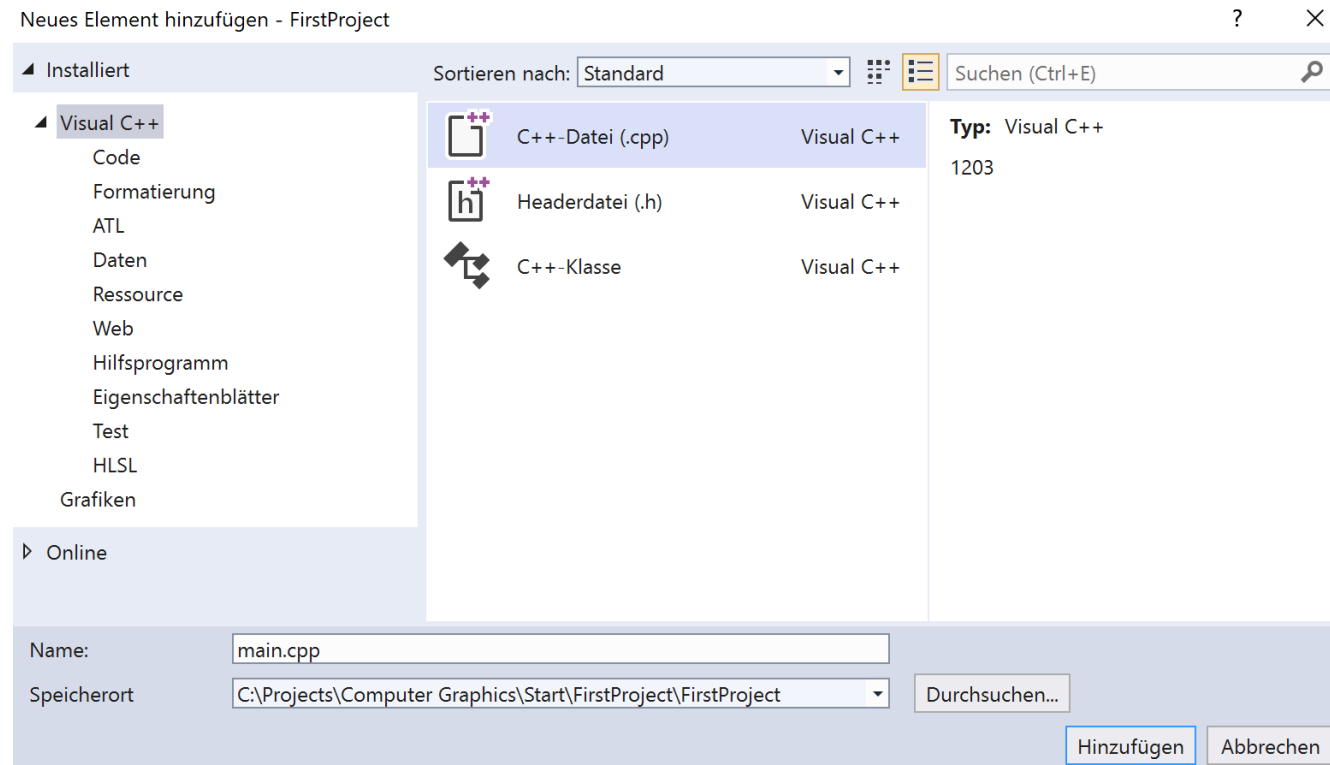 Neues Element hinzufügen - FirstProject
?
Installiert
Sortieren nach: Standard
Suchen (Ctrl+E)
Visual C++
Code
Formatierung
ATL
Daten
Ressource
Web
Hilfsprogramm
Eigenschaftenblätter
Test
HLSL
Grafiken
Online
C++-Datei (.cpp) Visual C++
Headerdatei (.h) Visual C++
C++-Klasse Visual C++
Typ: Visual C++
1203
Name: main.cpp
Speicherort C:\Projects\Computer Graphics\Start\FirstProject\FirstProject Durchsuchen...
Hinzufügen Abbrechen